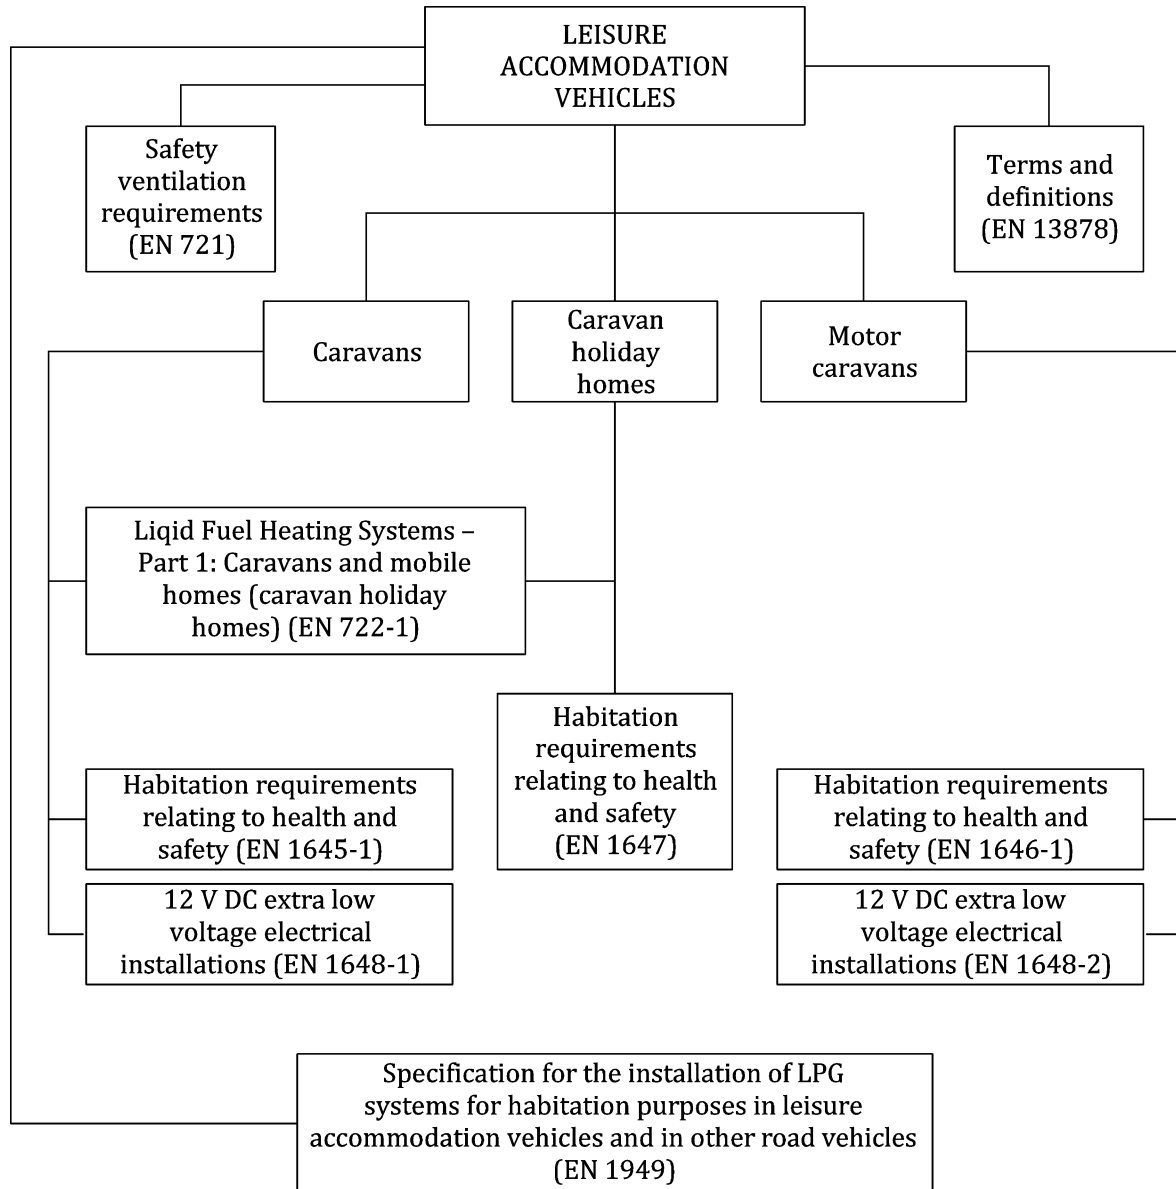 LEISURE
ACCOMMODATION
VEHICLES
Safety
ventilation
requirements
(EN 721)
Terms and
definitions
(EN 13878)
Caravans
Caravan
holiday
homes
Motor
caravans
Liqid Fuel Heating Systems –
Part 1: Caravans and mobile
homes (caravan holiday
homes) (EN 722-1)
Habitation
requirements
relating to health
and safety
(EN 1647)
Habitation requirements
relating to health and
safety (EN 1645-1)
Habitation requirements
relating to health and
safety (EN 1646-1)
12 V DC extra low
voltage electrical
installations (EN 1648-1)
12 V DC extra low
voltage electrical
installations (EN 1648-2)
Specification for the installation of LPG
systems for habitation purposes in leisure
accommodation vehicles and in other road vehicles
(EN 1949)